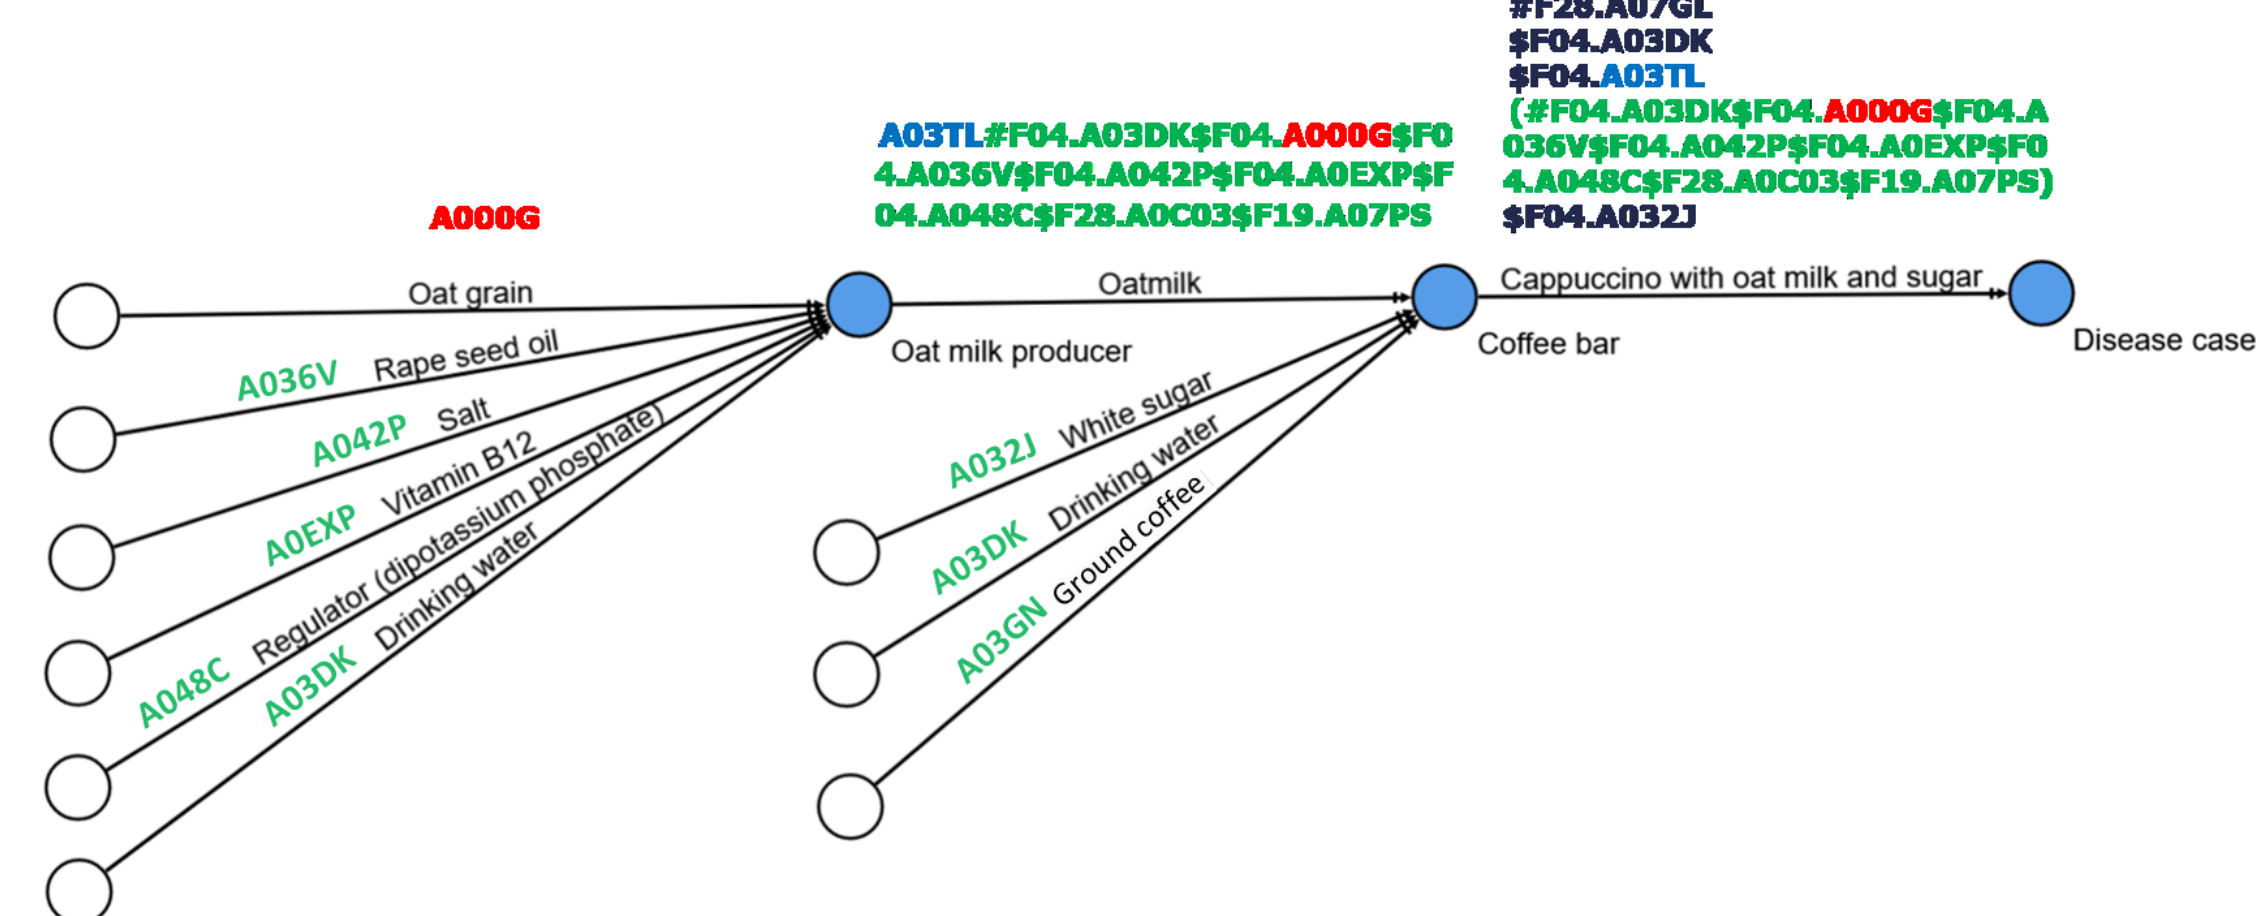 #F28.A07GL
$F04.A03DK
$F04.A03TL
(#F04.A03DK$F04.A000G$F04.A
036V$F04.A042P$F04.A0EXP$F0
4.A048C$F28.A0C03$F19.A07PS)
$F04.A032J
A03TL#F04.A03DK$F04.A000G$F0
4.A036V$F04.A042P$F04.A0EXP$F
04.A048C$F28.A0C03$F19.A07PS
A000G
Oat grain
Oatmilk
Cappuccino with oat milk and sugar
Oat milk producer
Coffee bar
Disease case
A036V Rape seed oil
A042P Salt
A0EXP Vitamin B12
A048C Regulator (dipotassium phosphate)
A03DK Drinking water
A032J White sugar
A03DK Drinking water
A03GN Ground coffee